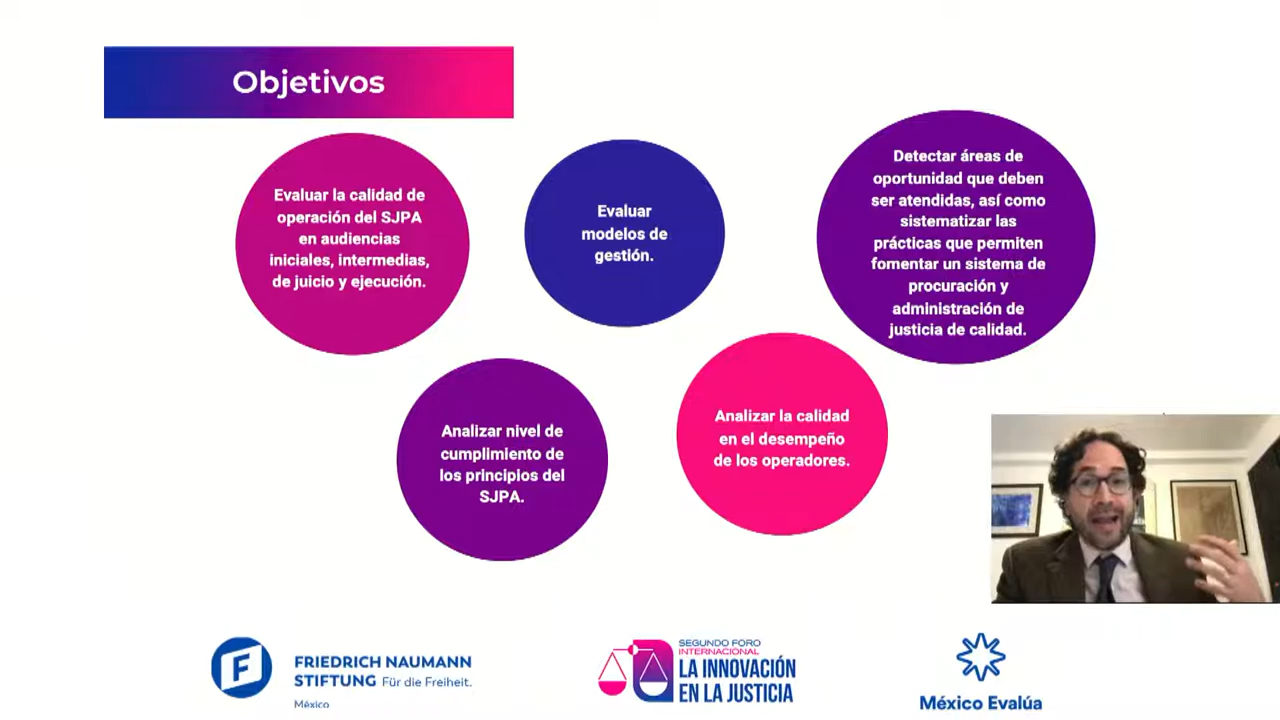 Objetivos
Evaluar la calidad de
operación del SJPA
en audiencias
iniciales, intermedias,
de juicio y ejecución.
Evaluar
modelos de
gestión.
Detectar áreas de
oportunidad que deben
ser atendidas, así como
sistematizar las
prácticas que permiten
fomentar un sistema de
procuración y
administración de
justicia de calidad.
Analizar nivel de
cumplimiento de
los principios del
SJPA.
Analizar la calidad
en el desempeño
de los operadores.
F
FRIEDRICH NAUMANN
STIFTUNG Für die Freiheit.
México
SEGUNDO FORO
INTERNACIONAL
LA INNOVACIÓN
EN LA JUSTICIA
México Evalúa